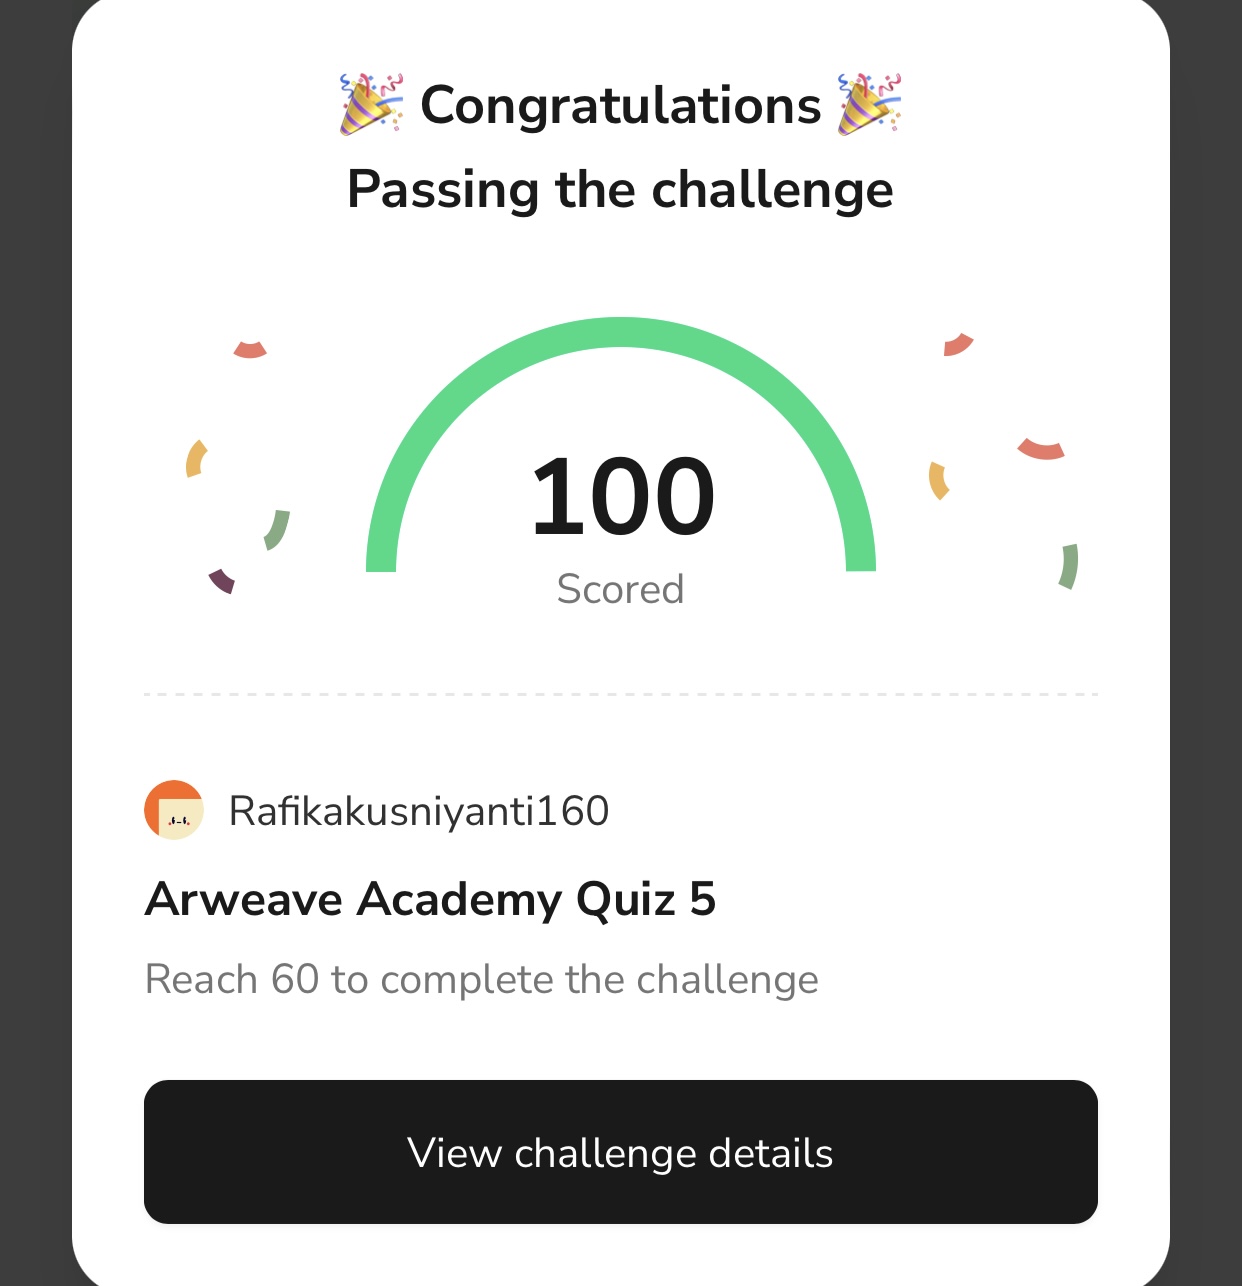 🎉 Congratulations 🎉
Passing the challenge
100
Scored
Rafikakusniyanti160
Arweave Academy Quiz 5
Reach 60 to complete the challenge
View challenge details